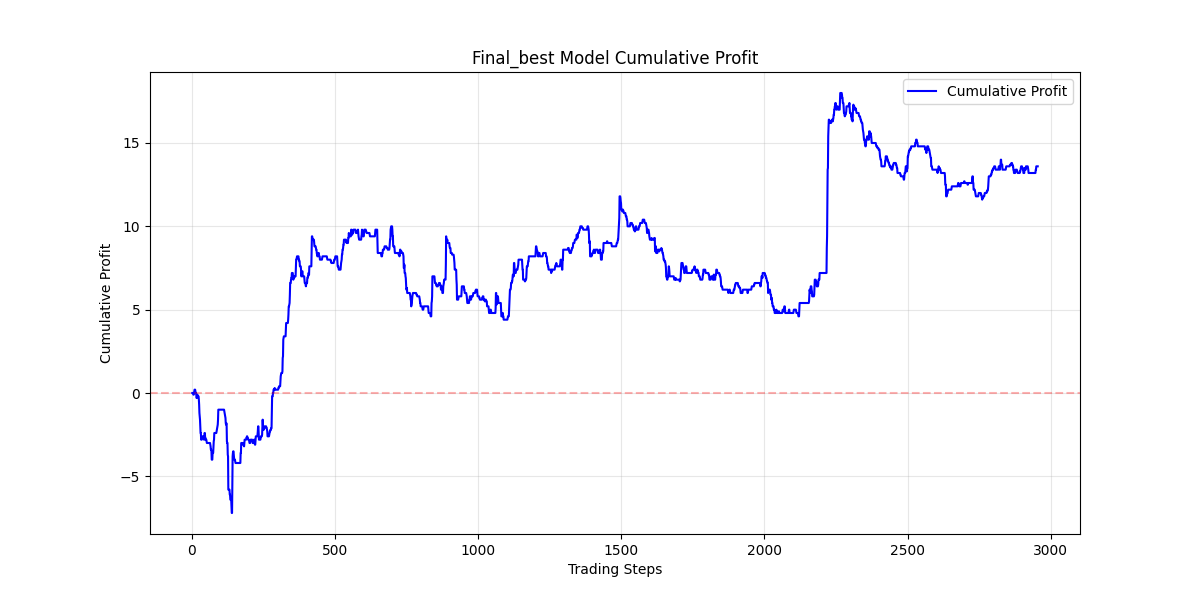 Final_best Model Cumulative Profit
Cumulative Profit
15
10
5
0
−5
Cumulative Profit
0 500 1000 1500 2000 2500 3000
Trading Steps